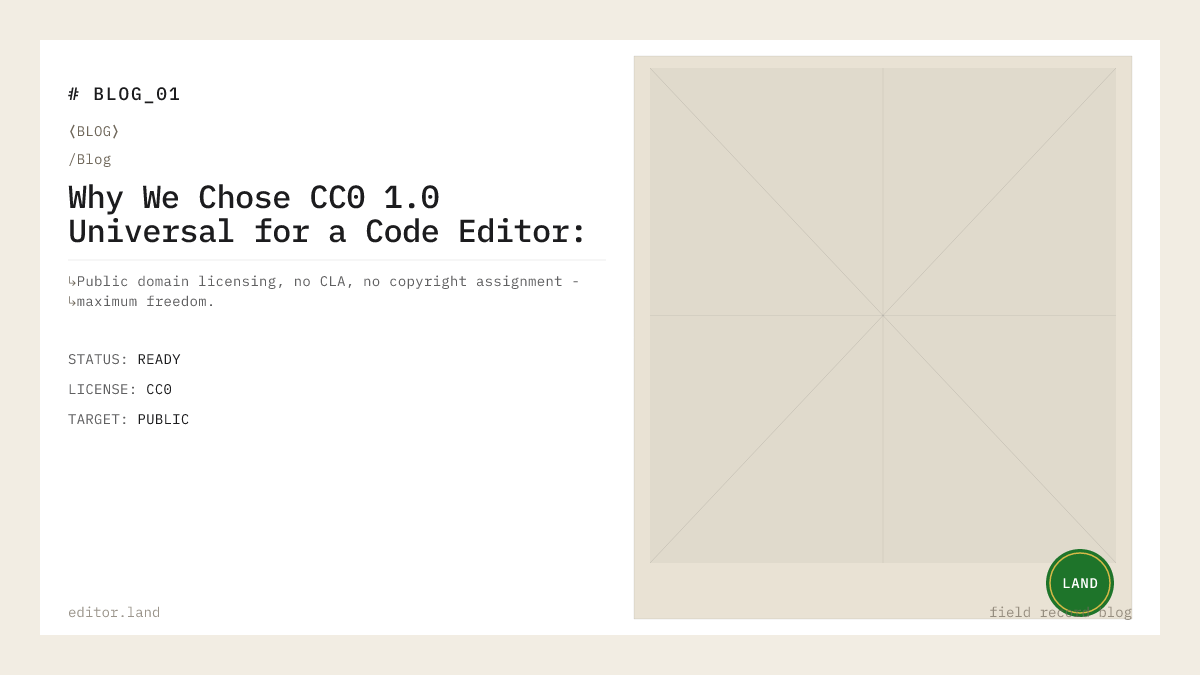 # BLOG_01
⟨BLOG⟩
/Blog
Why We Chose CC0 1.0
Universal for a Code Editor:
↳Public domain licensing, no CLA, no copyright assignment -
↳maximum freedom.
STATUS: READY
LICENSE: CC0
TARGET: PUBLIC
LAND
editor.land
field record blog